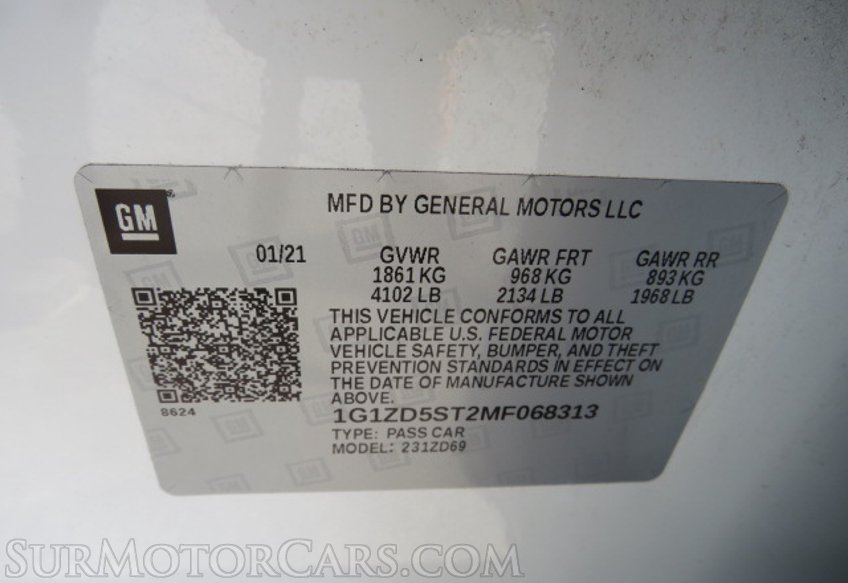 GM
MFD BY GENERAL MOTORS LLC
01/21 GVWR GAWR FRT GAWR RR
1861 KG 968 KG 893 KG
4102 LB 2134 LB 1968 LB
THIS VEHICLE CONFORMS TO ALL
APPLICABLE U.S. FEDERAL MOTOR
VEHICLE SAFETY, BUMPER, AND THEFT
PREVENTION STANDARDS IN EFFECT ON
THE DATE OF MANUFACTURE SHOWN
ABOVE.
8624
1G1ZD5ST2MF068313
TYPE: PASS CAR
MODEL: 231ZD69
SurMotorCars.com